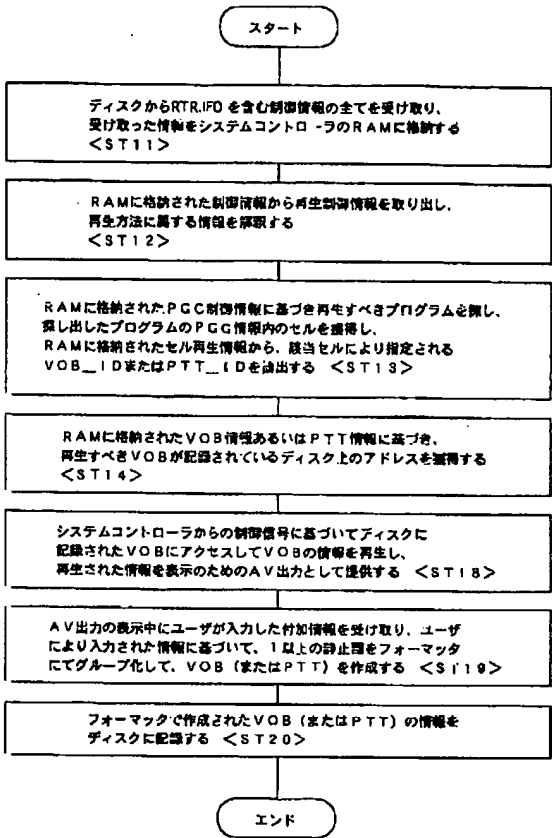 スタート
ディスクからRTR.IFO を含む制御情報の全てを受け取り、
受け取った情報をシステムコントロ-ラのRAMに格納する
<ST11>
RAMに格納された制御情報から再生制御情報を取り出し、
再生方法に属する情報を解釈する
<ST12>
RAMに格納されたPGC制御情報に基づき再生すべきプログラムを探し、
探し出したプログラムのPGC情報内のセルを獲得し、
RAMに格納されたセル再生情報から、該当セルにより指定される
VOB_IDまたはPTT_IDを読出する <ST13>
RAMに格納されたVOB情報あるいはPTT情報に基づき、
再生すべきVOBが記録されているディスク上のアドレスを獲得する
<ST14>
システムコントローラからの制御信号に基づいてディスクに
記録されたVOBにアクセスしてVOBの情報を再生し、
再生された情報を表示のためのAV出力として提供する <ST18>
AV出力の表示中にユーザが入力した付加情報を受け取り、ユーザ
により入力された情報に基づいて、1以上の静止画をフォーマッタ
にてグループ化して、VOB(またはPTT)を作成する <ST19>
フォーマックで作成されたVOB(またはPTT)の情報を
ディスクに記録する <ST20>
エンド